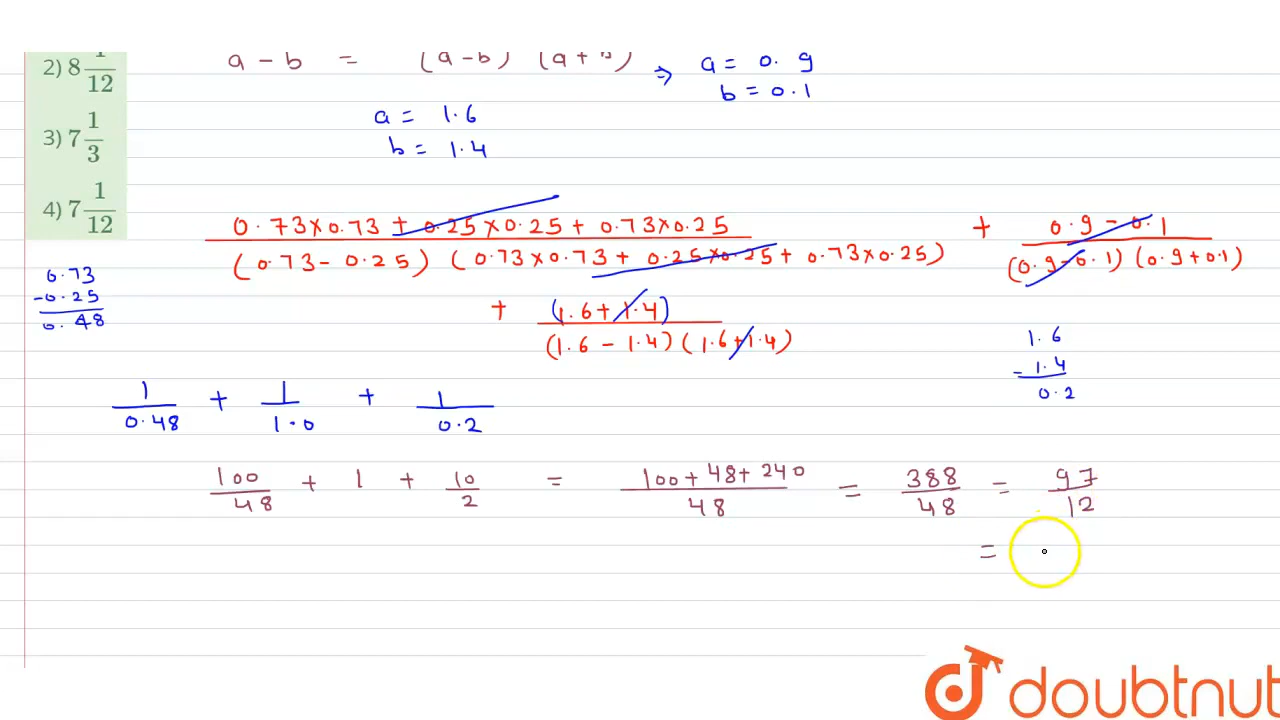 2) 8 1/12
a - b = (a-b) (a+b) ⇒ a = 0.9
b = 0.1
a = 1.6
3) 7 1/3
b = 1.4
4) 7 1/12
0.73×0.73 + 0.25×0.25 + 0.73×0.25 / (0.73 - 0.25) (0.73×0.73 + 0.25×0.25 + 0.73×0.25) + 0.9 - 0.1 / (0.9 - 0.1) (0.9 + 0.1)
0.73
-0.25
0.48
+ (1.6 + 1.4) / (1.6 - 1.4) (1.6 + 1.4)
1.6
- 1.4
0.2
1/0.48 + 1/1.0 + 1/0.2
100/48 + 1 + 10/2 = 100 + 48 + 240 / 48 = 388/48 = 97/12
=
doubtnut